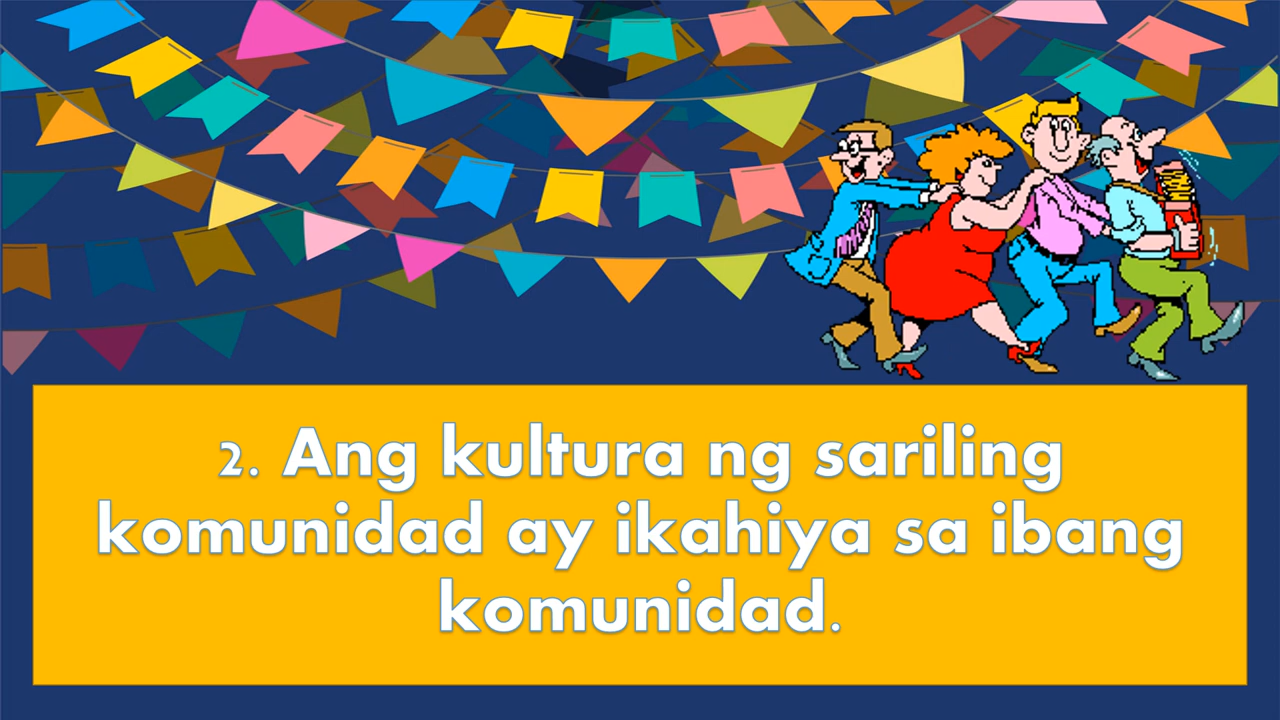 2. Ang kultura ng sariling
komunidad ay ikahiya sa ibang
komunidad.